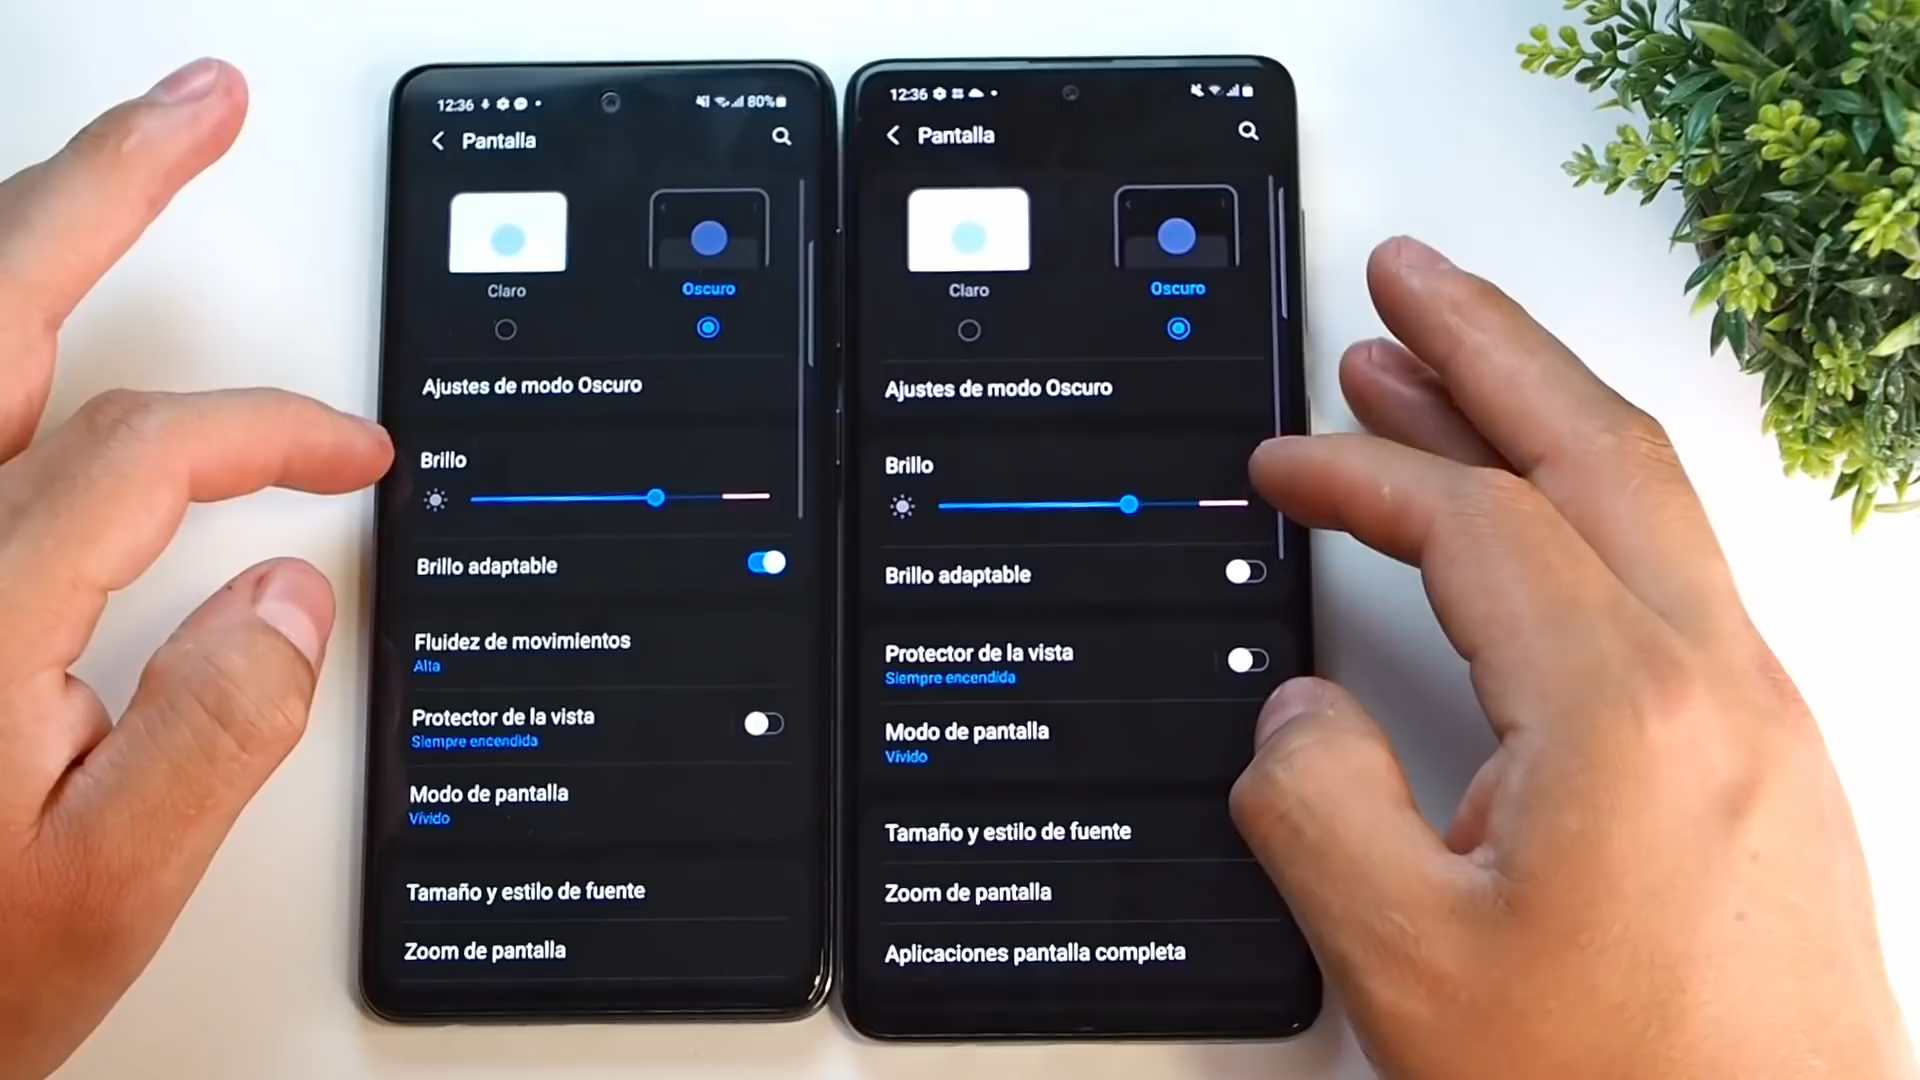 12:36
80%
Pantalla
Claro
Oscuro
Ajustes de modo Oscuro
Brillo
Brillo adaptable
Fluidez de movimientos
Alta
Protector de la vista
Siempre encendida
Modo de pantalla
Vívido
Tamaño y estilo de fuente
Zoom de pantalla
12:36
Pantalla
Claro
Oscuro
Ajustes de modo Oscuro
Brillo
Brillo adaptable
Protector de la vista
Siempre encendida
Modo de pantalla
Vívido
Tamaño y estilo de fuente
Zoom de pantalla
Aplicaciones pantalla completa